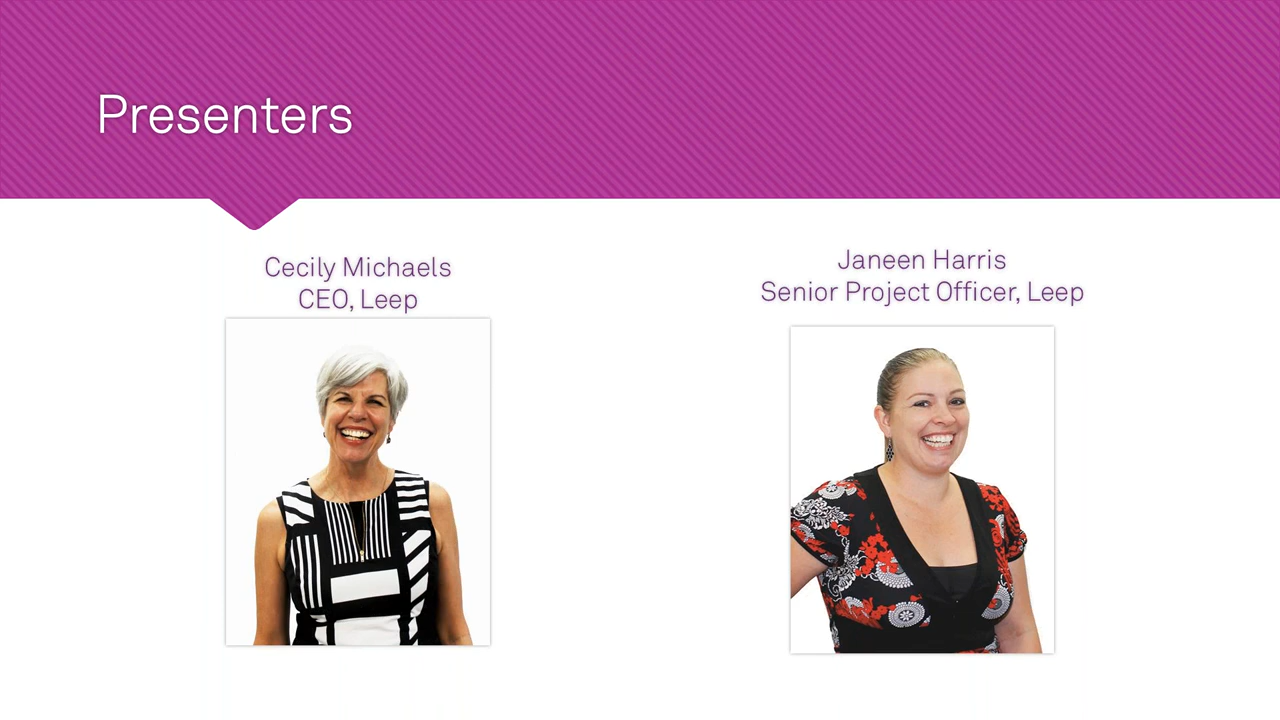 Presenters
Cecily Michaels
CEO, Leep
Janeen Harris
Senior Project Officer, Leep